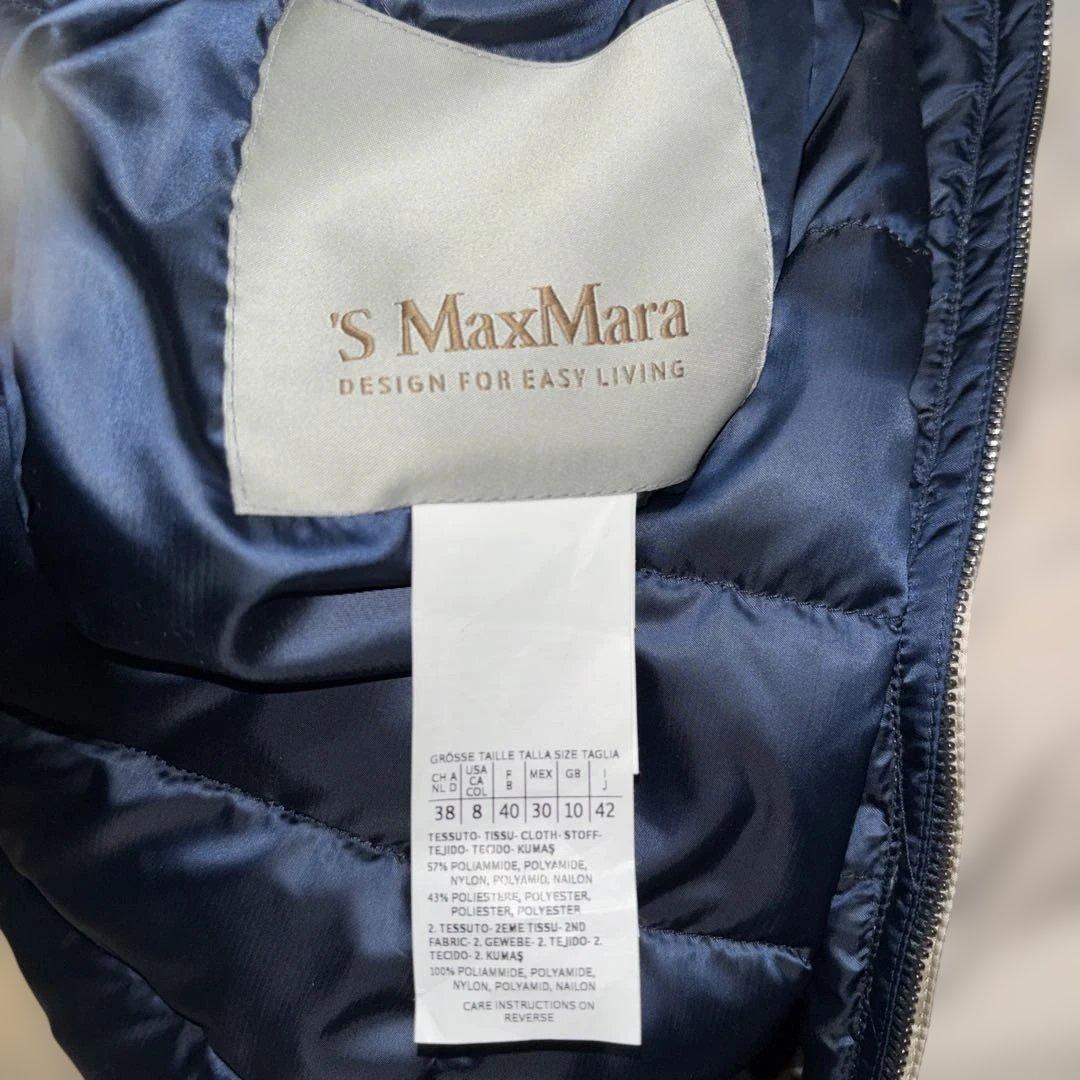 'S MaxMara
DESIGN FOR EASY LIVING
GRÖSSE TAILLE TALLA SIZE TAGLIA
CH A NL D USA CA COL F B MEX GB I J
38 8 40 30 10 42
TESSUTO- TISSU- CLOTH- STOFF-
TEJIDO- TECIDO- KUMAŞ
57% POLIAMMIDE, POLYAMIDE,
NYLON, POLYAMID, NAILON
43% POLIESTERE, POLYESTER,
POLIESTER, POLYESTER
2. TESSUTO- 2EME TISSU- 2ND
FABRIC- 2. GEWEBE- 2. TEJIDO- 2.
TECIDO- 2. KUMAŞ
100% POLIAMMIDE, POLYAMIDE,
NYLON, POLYAMID, NAILON
CARE INSTRUCTIONS ON
REVERSE